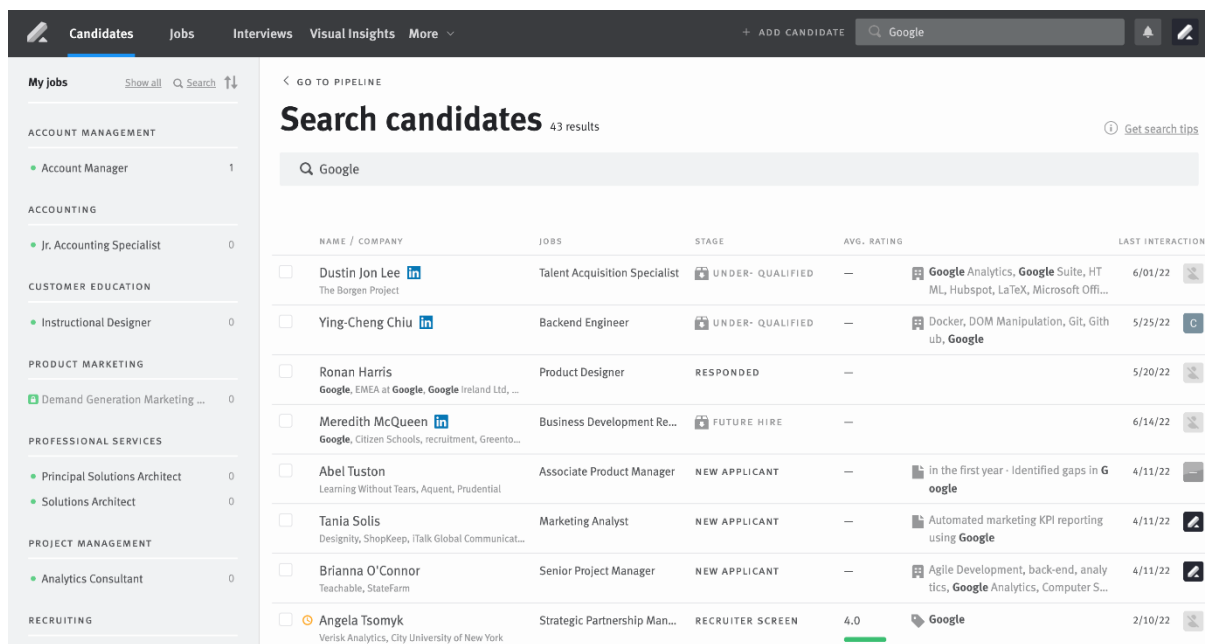 Candidates Jobs Interviews Visual Insights More + ADD CANDIDATE Google
My jobs Show all Search
ACCOUNT MANAGEMENT
Account Manager 1
ACCOUNTING
Jr. Accounting Specialist 0
CUSTOMER EDUCATION
Instructional Designer 0
PRODUCT MARKETING
Demand Generation Marketing ... 0
PROFESSIONAL SERVICES
Principal Solutions Architect 0
Solutions Architect 0
PROJECT MANAGEMENT
Analytics Consultant 0
RECRUITING
GO TO PIPELINE
Search candidates 43 results
Get search tips
Google
NAME / COMPANY JOBS STAGE AVG. RATING LAST INTERACTION
Dustin Jon Lee in Talent Acquisition Specialist UNDER- QUALIFIED — Google Analytics, Google Suite, HT 6/01/22
The Borgen Project ML, Hubspot, LaTeX, Microsoft Offi...
Ying-Cheng Chiu in Backend Engineer UNDER- QUALIFIED — Docker, DOM Manipulation, Git, Gith 5/25/22 C
ub, Google
Ronan Harris Product Designer RESPONDED — 5/20/22
Google, EMEA at Google, Google Ireland Ltd, ...
Meredith McQueen in Business Development Re... FUTURE HIRE — 6/14/22
Google, Citizen Schools, recruitment, Greento...
Abel Tuston Associate Product Manager NEW APPLICANT — in the first year - Identified gaps in G 4/11/22
Learning Without Tears, Aquent, Prudential oogle
Tania Solis Marketing Analyst NEW APPLICANT — Automated marketing KPI reporting 4/11/22
Designity, ShopKeep, iTalk Global Communicat... using Google
Brianna O'Connor Senior Project Manager NEW APPLICANT — Agile Development, back-end, analy 4/11/22
Teachable, StateFarm tics, Google Analytics, Computer S...
Angela Tsomyk Strategic Partnership Man... RECRUITER SCREEN 4.0 Google 2/10/22
Verisk Analytics, City University of New York